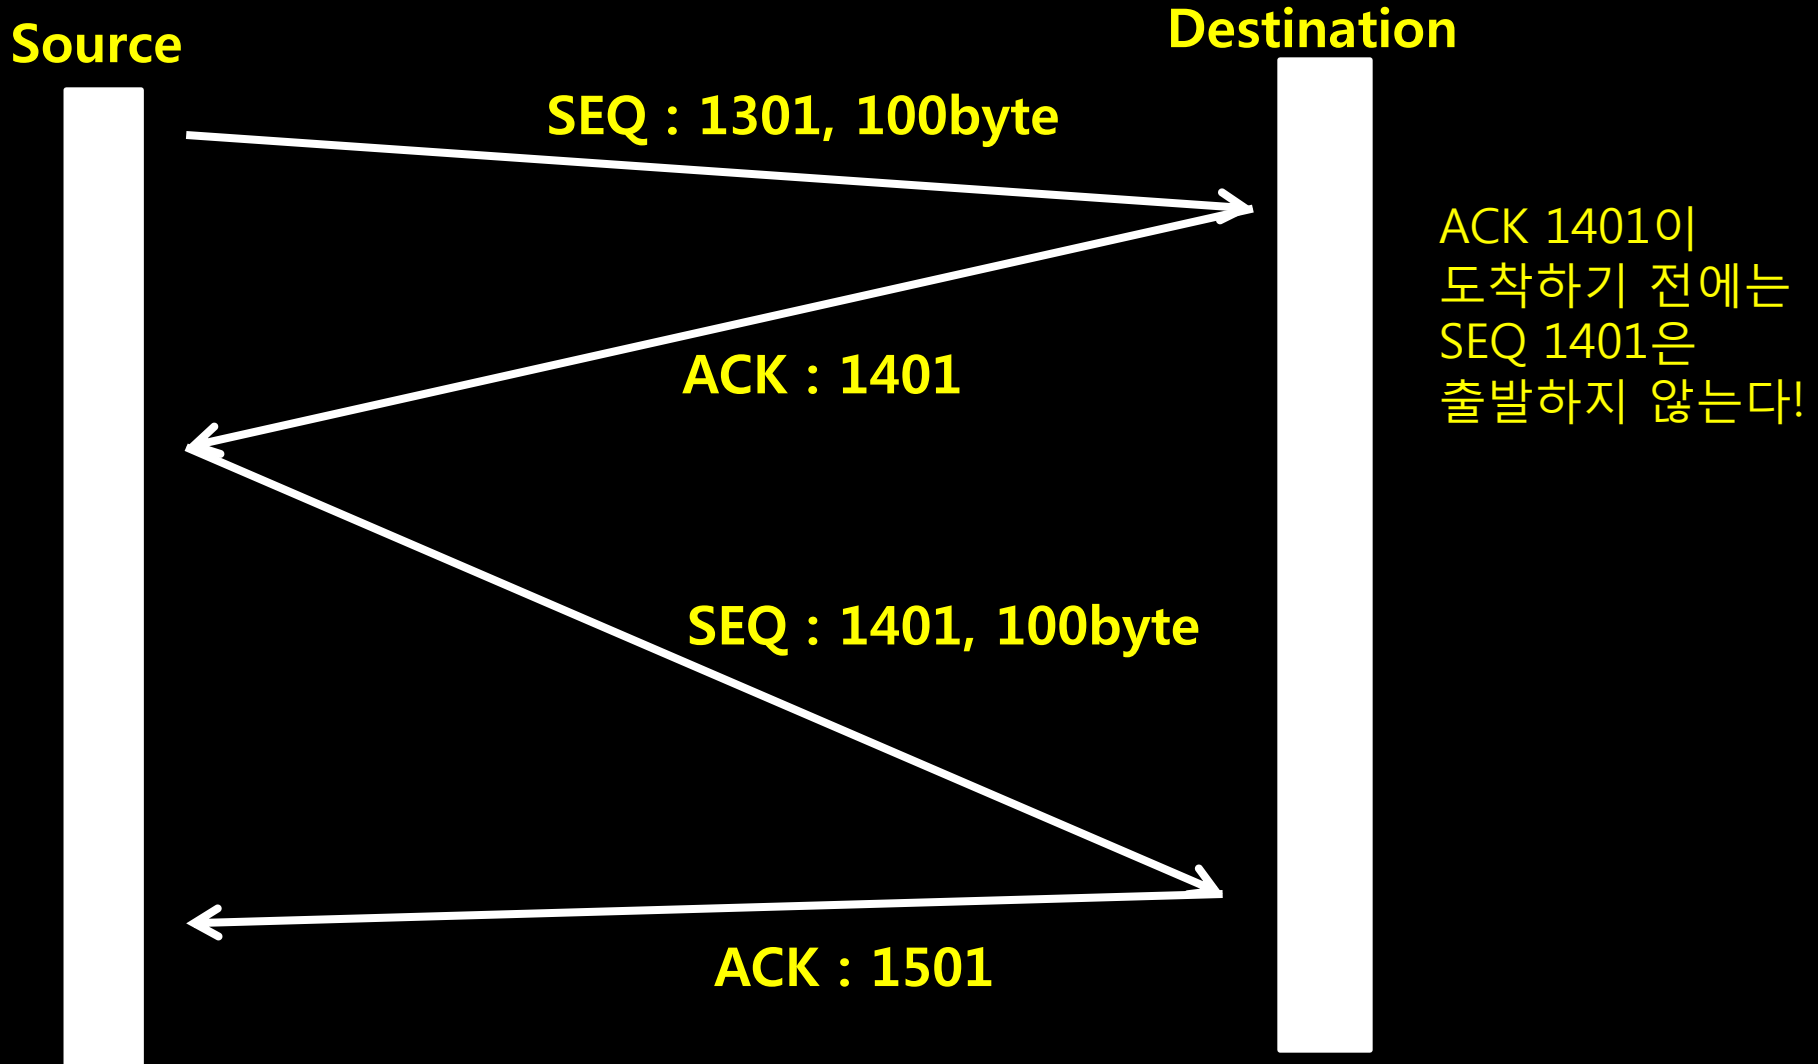 Source
Destination
SEQ : 1301, 100byte
ACK 1401이
도착하기 전에는
SEQ 1401은
출발하지 않는다!
ACK : 1401
SEQ : 1401, 100byte
ACK : 1501